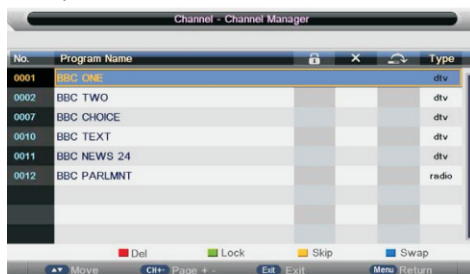 Channel - Channel Manager
No. Program Name Type
0001 BBC ONE dtv
0002 BBC TWO dtv
0007 BBC CHOICE dtv
0010 BBC TEXT dtv
0011 BBC NEWS 24 dtv
0012 BBC PARLMNT radio
Del Lock Skip Swap
Move CH+- Page + - Exit Exit Menu Return